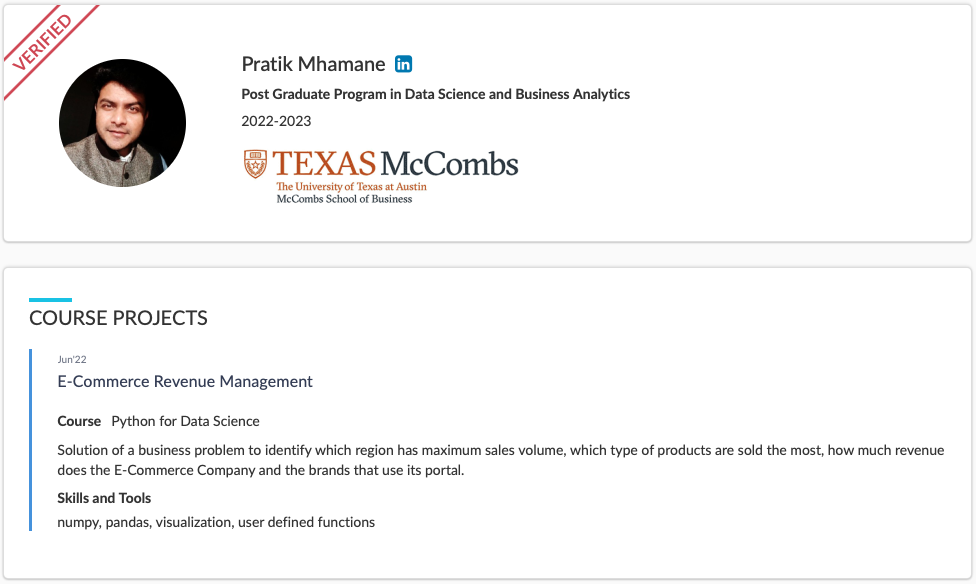 VERIFIED
Pratik Mhamane in
Post Graduate Program in Data Science and Business Analytics
2022-2023
TEXAS McCombs
The University of Texas at Austin
McCombs School of Business
COURSE PROJECTS
Jun'22
E-Commerce Revenue Management
Course Python for Data Science
Solution of a business problem to identify which region has maximum sales volume, which type of products are sold the most, how much revenue
does the E-Commerce Company and the brands that use its portal.
Skills and Tools
numpy, pandas, visualization, user defined functions